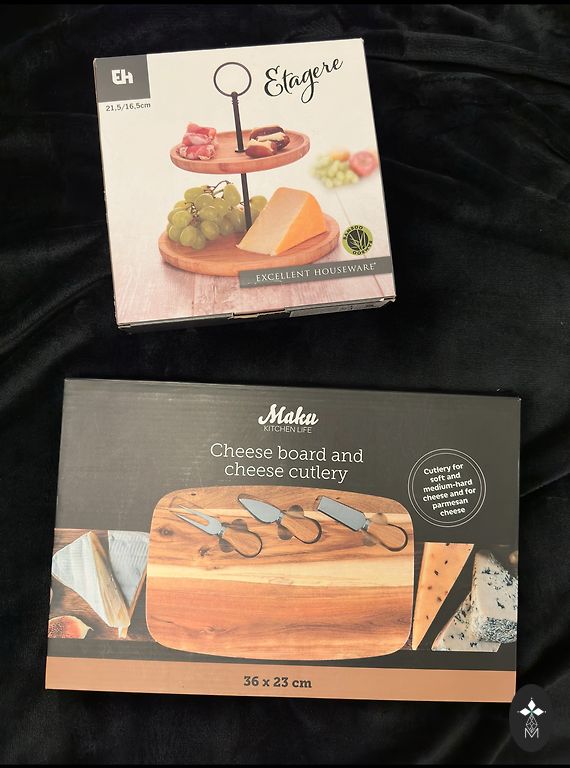 EH
21,5/16,5cm
Etagere
BAMBOO
EXCELLENT HOUSEWARE
Maku
KITCHEN LIFE
Cheese board and
cheese cutlery
Cutlery for
soft and
medium-hard
cheese and for
parmesan
cheese
36 x 23 cm
M